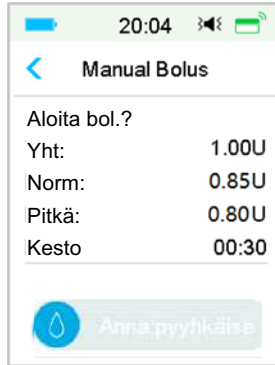 20:04
Manual Bolus
Aloita bol.?
Yht: 1.00U
Norm: 0.85U
Pitkä: 0.80U
Kesto 00:30
Anna:pyyhkäise